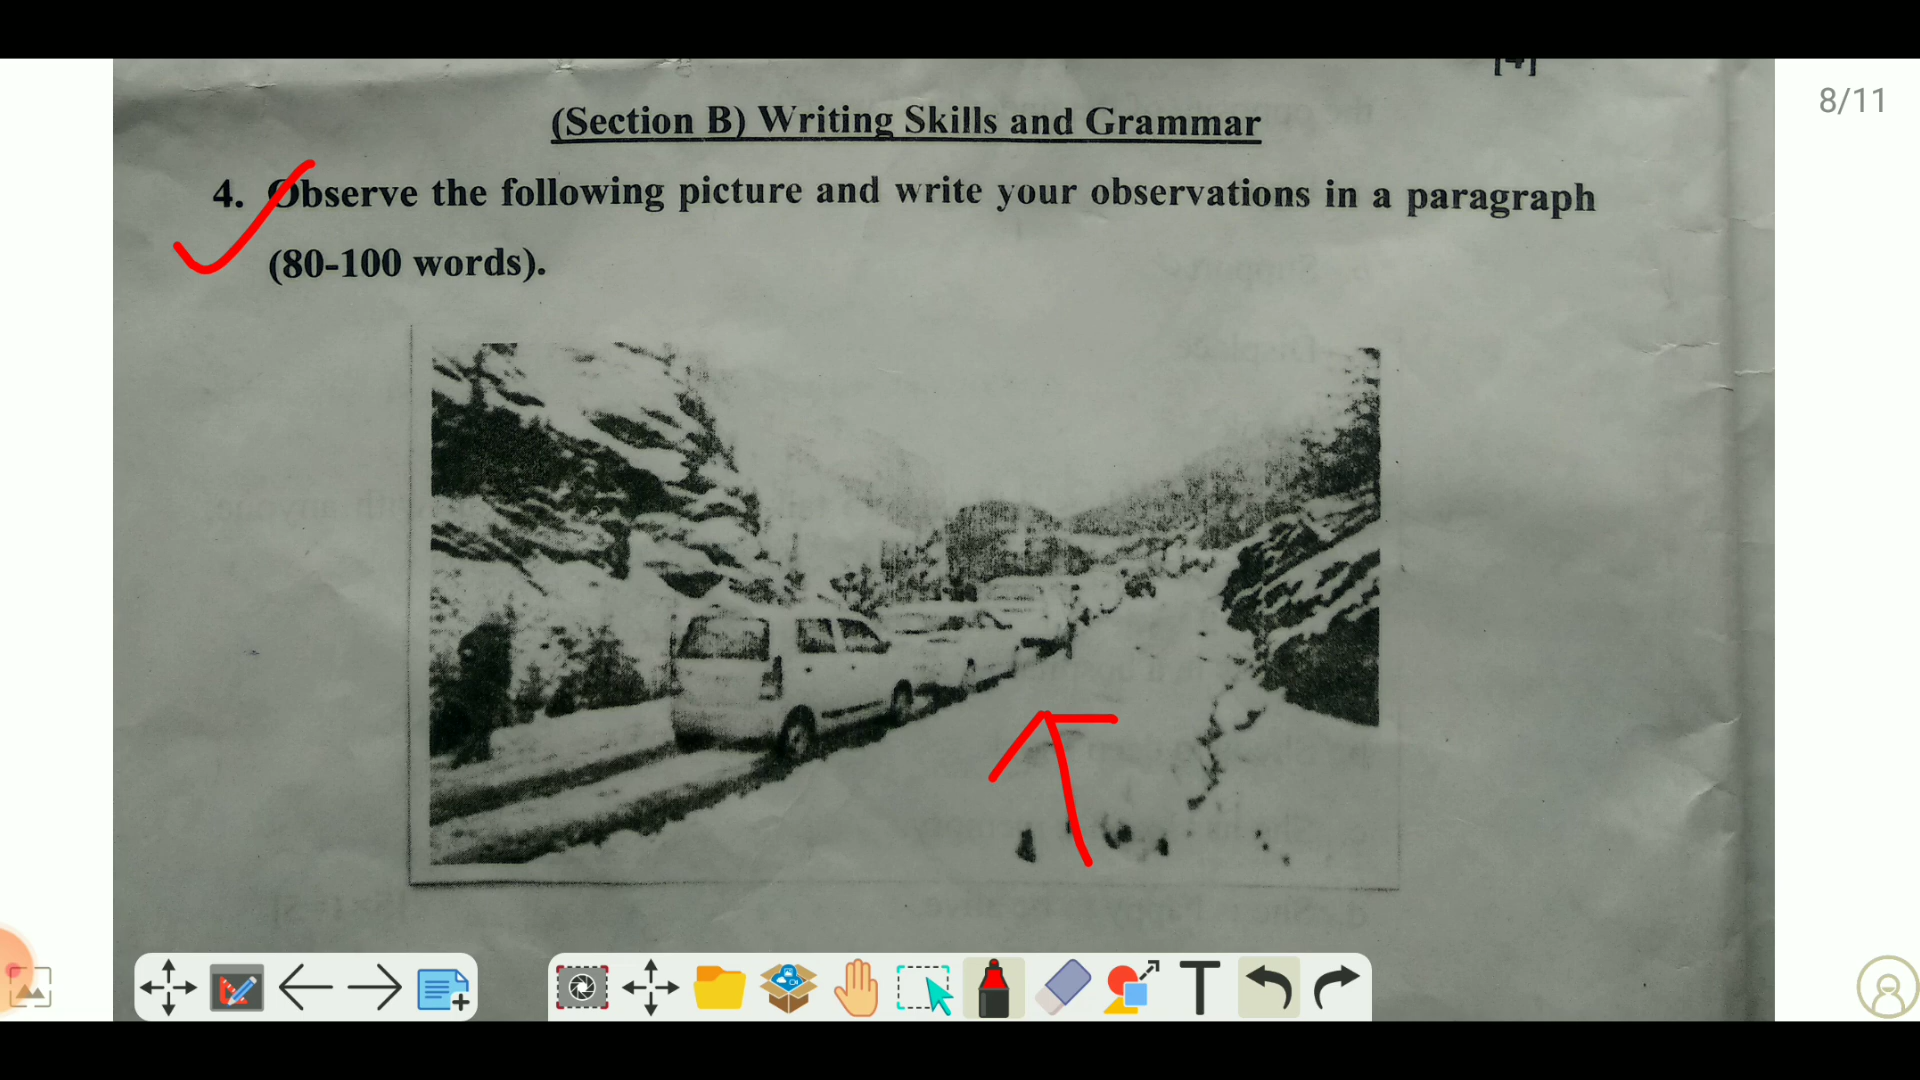 8/11
[4]
(Section B) Writing Skills and Grammar
4. Observe the following picture and write your observations in a paragraph
(80-100 words).